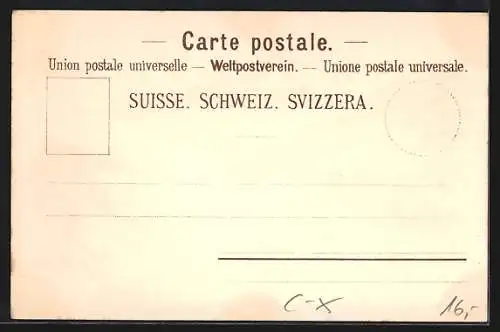 — Carte postale. —
Union postale universelle — Weltpostverein. — Unione postale universale.
SUISSE. SCHWEIZ. SVIZZERA.
C-X 16,-